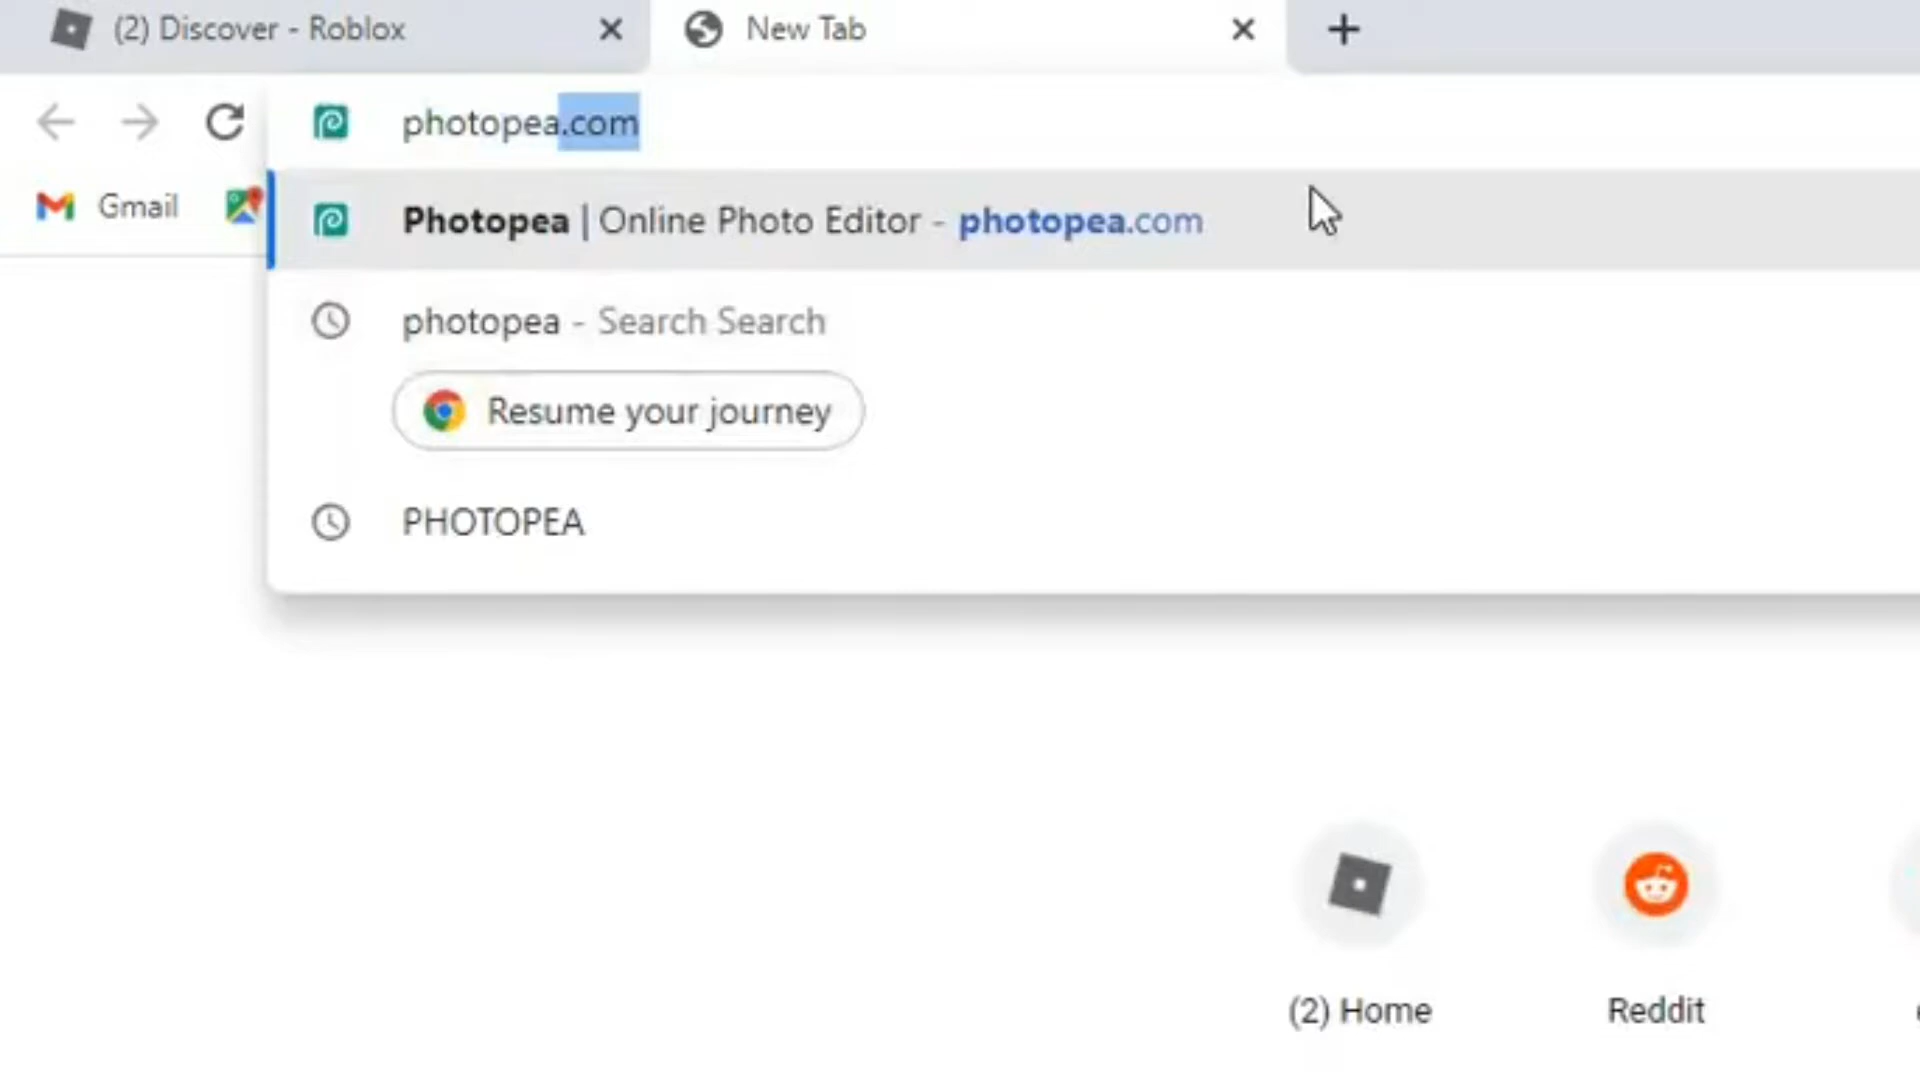 (2) Discover - Roblox
New Tab
photopea.com
Gmail
Photopea | Online Photo Editor - photopea.com
photopea - Search Search
Resume your journey
PHOTOPEA
(2) Home
Reddit